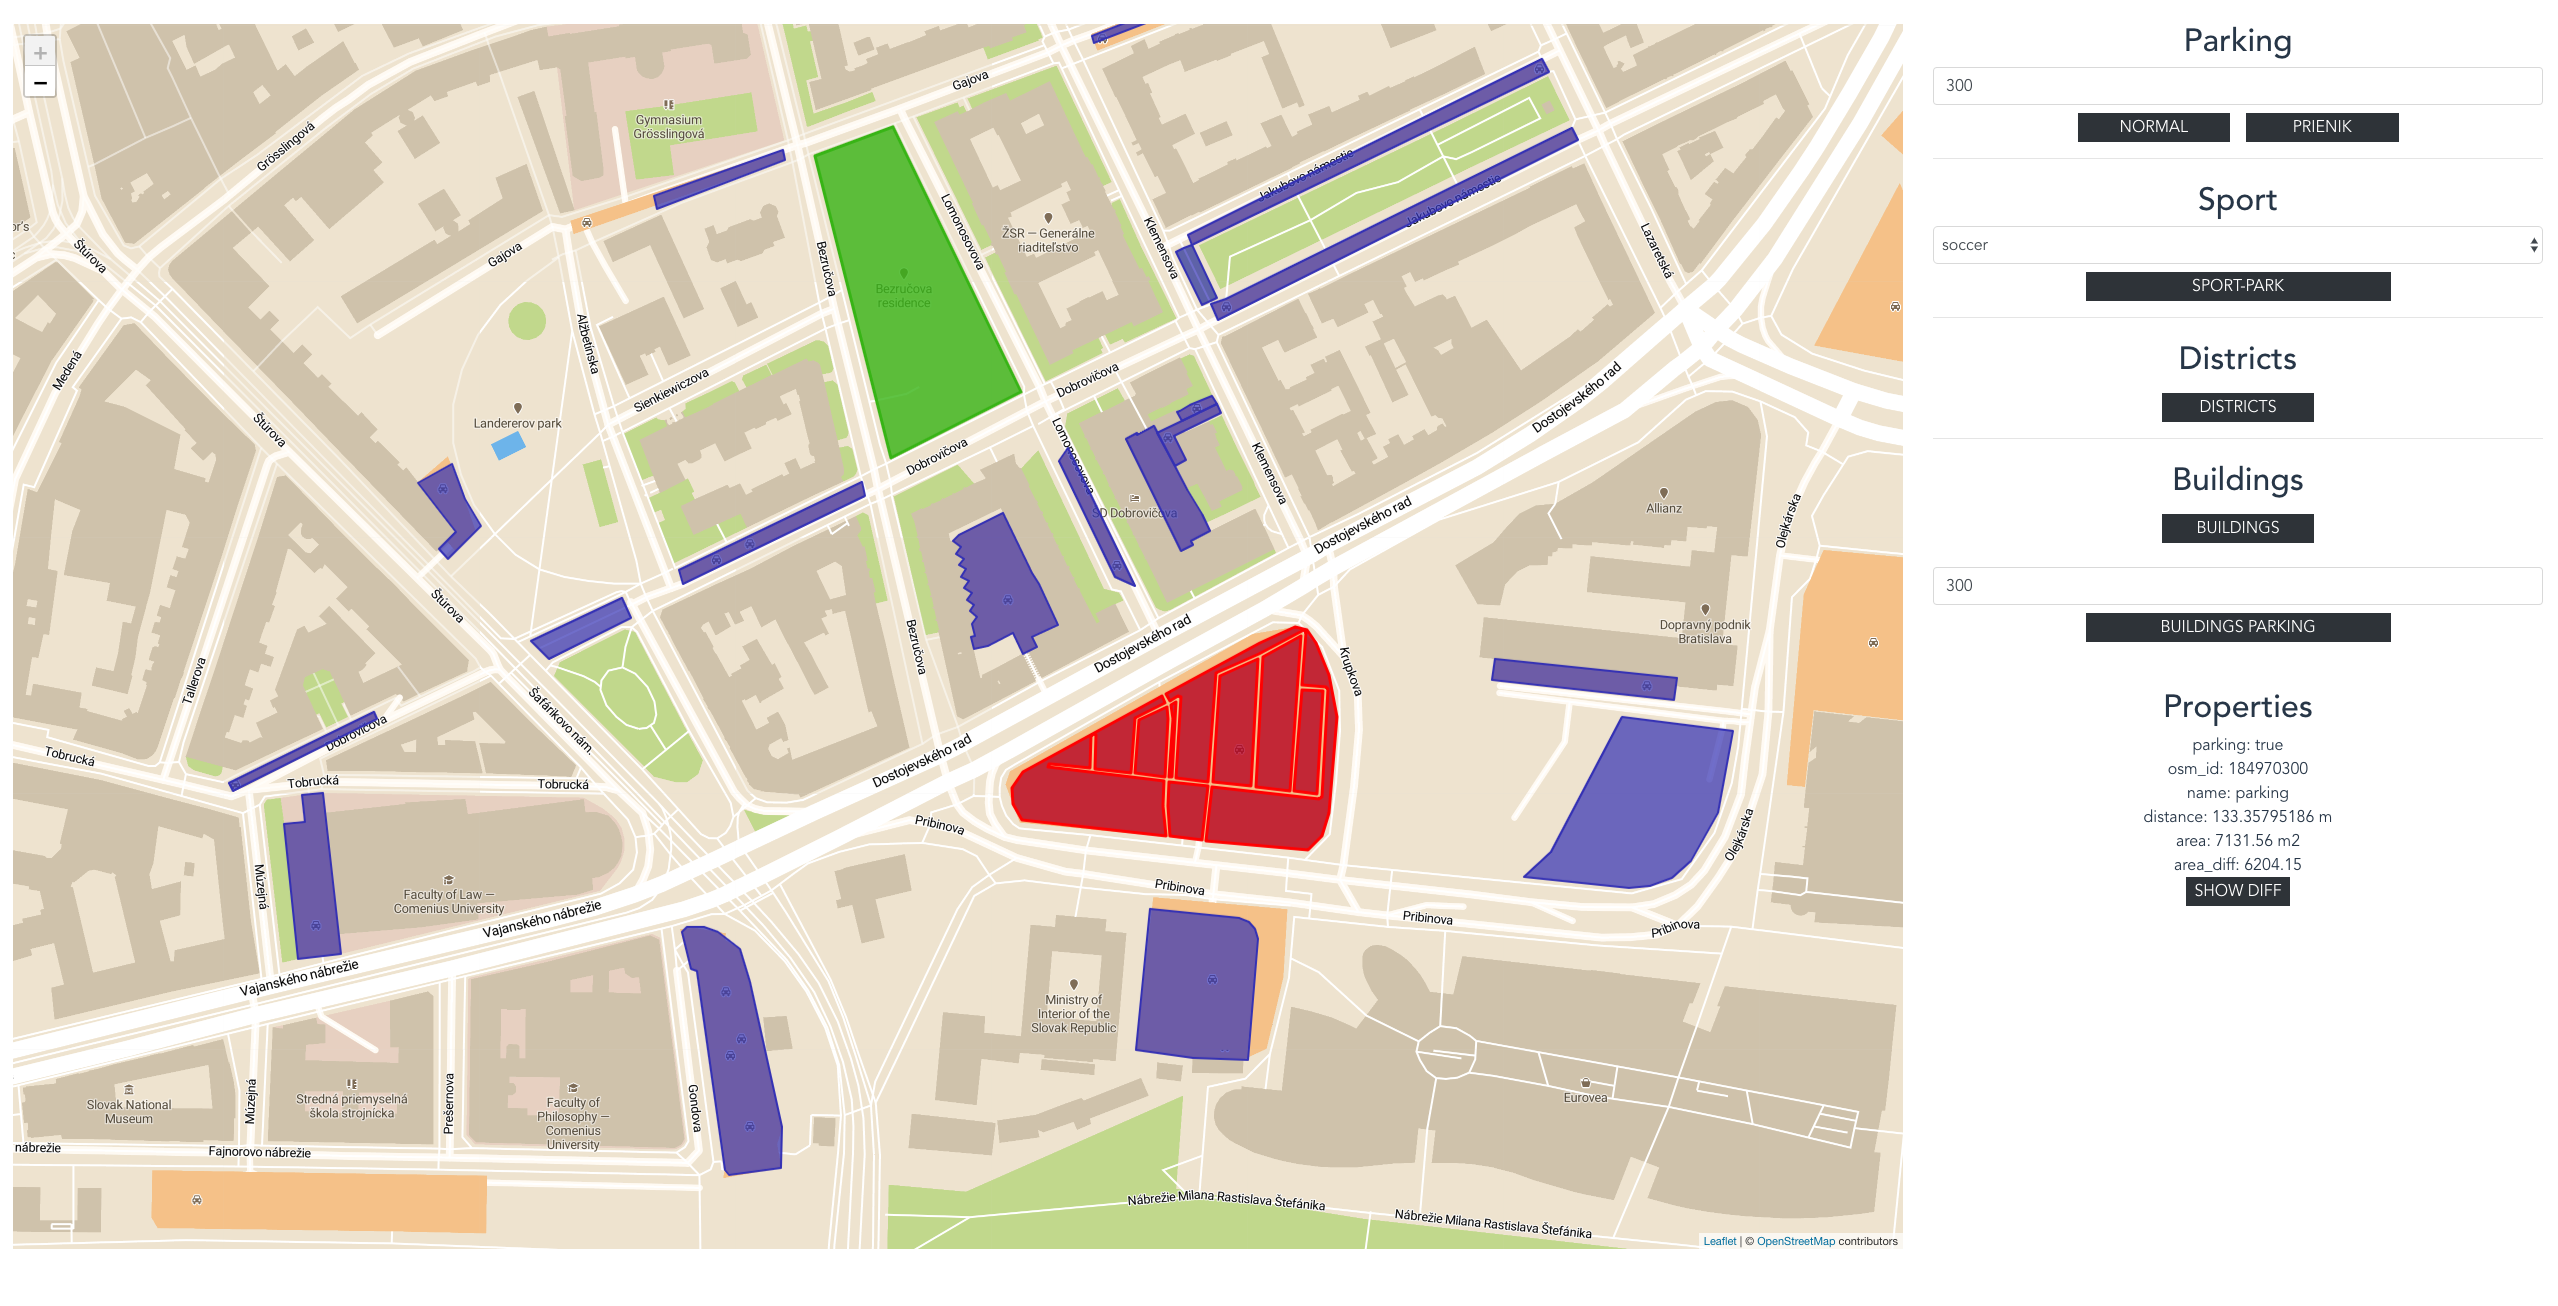 +
−
Gajova
Gymnasium
Grösslingová
Grösslingová
or's
Štúrova
Gajova
Alžbetínska
Bezručova
Lomonosovova
ŽSR — Generálne
riaditeľstvo
Klemensova
Jakubovo námestie
Jakubovo námestie
Lazaretská
Bezručova
residence
Medená
Sienkiewiczova
Dobrovičova
Landererov park
Štúrova
Dobrovičova
Lomonosovova
ŠD Dobrovičova
Klemensova
Dostojevského rad
Dostojevského rad
Allianz
Olejkárska
Štúrova
Bezručova
Dostojevského rad
Krupkova
Dopravný podnik
Bratislava
Tallerova
Šafárikovo nám.
Dobrovičova
Tobrucká
Tobrucká
Tobrucká
Dostojevského rad
Pribinova
Olejkárska
Múzejná
Faculty of Law —
Comenius University
Vajanského nábrežie
Pribinova
Pribinova
Pribinova
Vajanského nábrežie
Ministry of
Interior of the
Slovak Republic
Slovak National
Museum
Múzejná
Stredná priemyselná
škola strojnícka
Prešernova
Faculty of
Philosophy —
Comenius
University
Gondova
Eurovea
nábrežie
Fajnorovo nábrežie
Nábrežie Milana Rastislava Štefánika
Nábrežie Milana Rastislava Štefánika
Leaflet | © OpenStreetMap contributors
Parking
300
NORMAL PRIENIK
Sport
soccer
SPORT-PARK
Districts
DISTRICTS
Buildings
BUILDINGS
300
BUILDINGS PARKING
Properties
parking: true
osm_id: 184970300
name: parking
distance: 133.35795186 m
area: 7131.56 m2
area_diff: 6204.15
SHOW DIFF